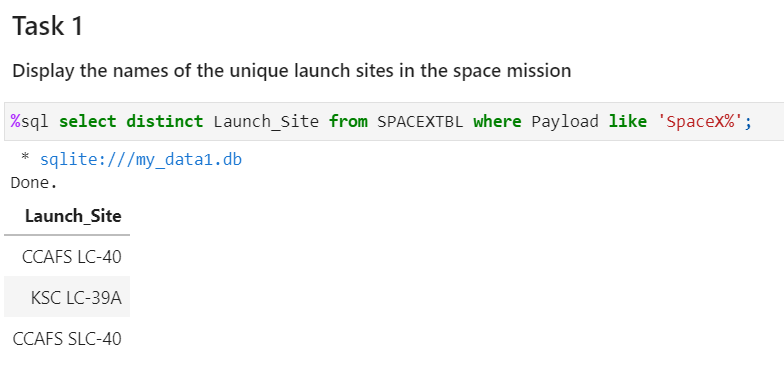 Task 1
Display the names of the unique launch sites in the space mission
%sql select distinct Launch_Site from SPACEXTBL where Payload like 'SpaceX%';
* sqlite:///my_data1.db
Done.
Launch_Site
CCAFS LC-40
KSC LC-39A
CCAFS SLC-40